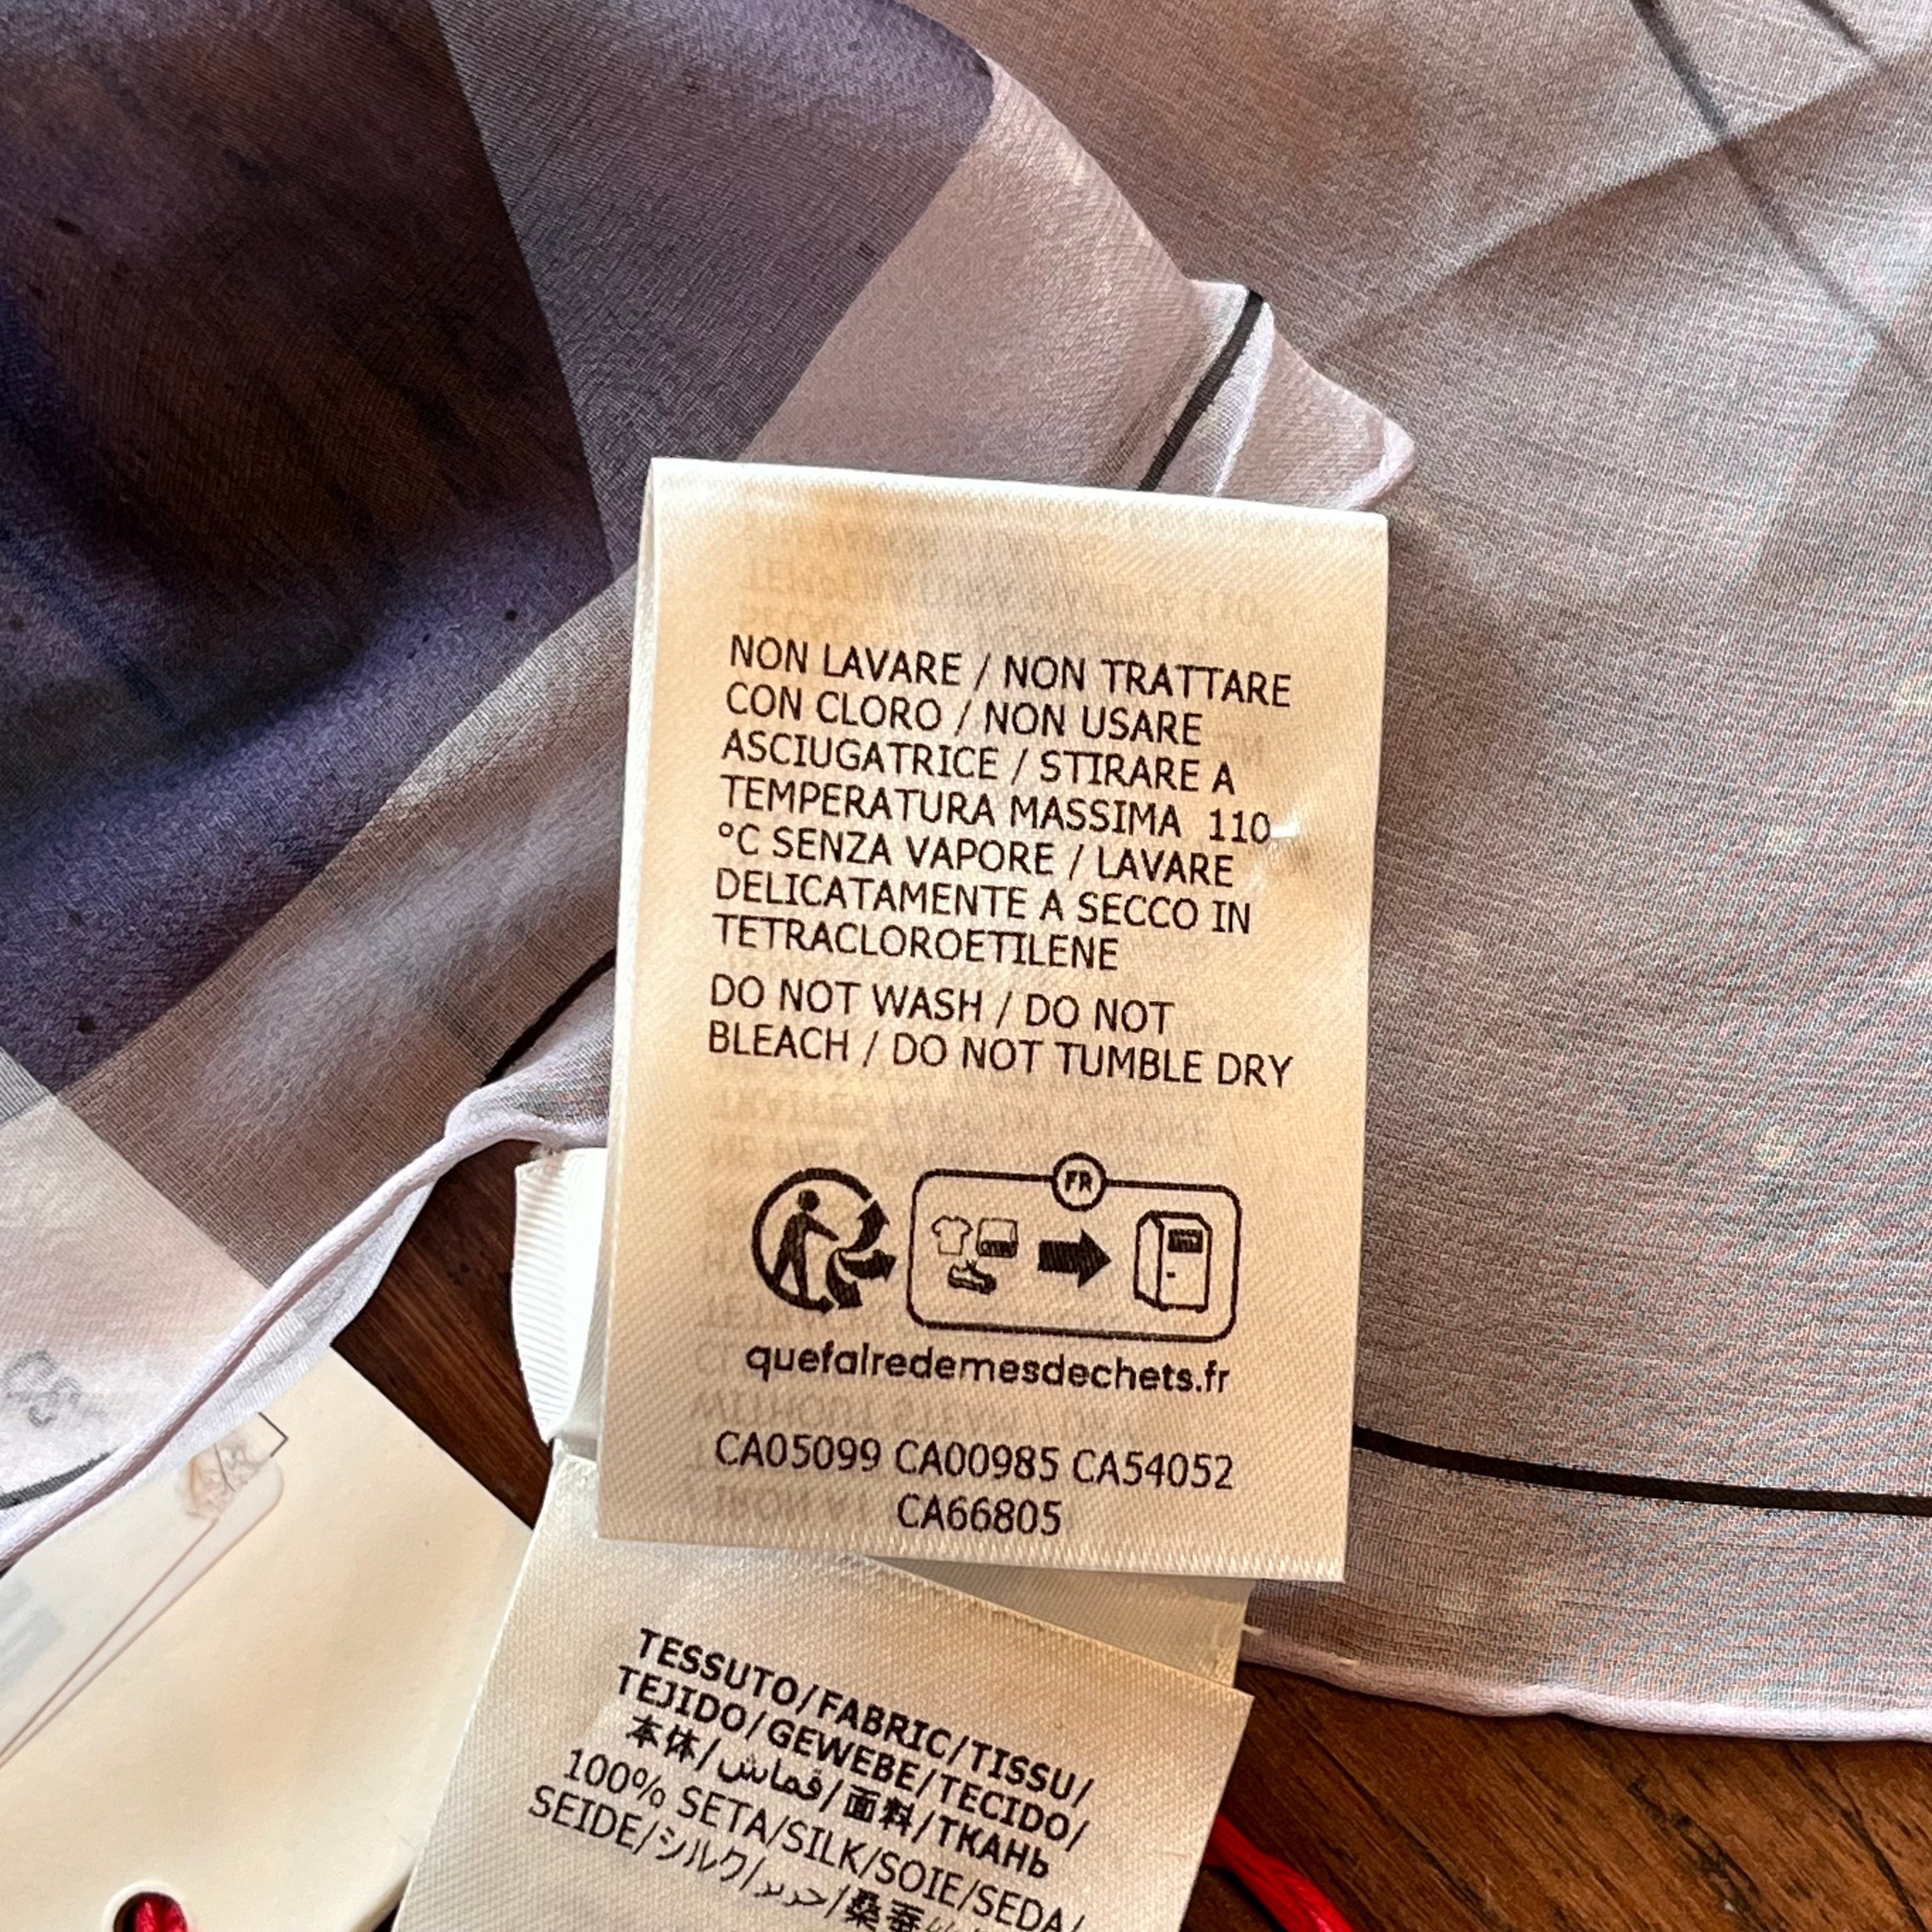 NON LAVARE / NON TRATTARE
CON CLORO / NON USARE
ASCIUGATRICE / STIRARE A
TEMPERATURA MASSIMA 110
°C SENZA VAPORE / LAVARE
DELICATAMENTE A SECCO IN
TETRACLOROETILENE
DO NOT WASH / DO NOT
BLEACH / DO NOT TUMBLE DRY
FR
quefairedemesdechets.fr
CA05099 CA00985 CA54052
CA66805
TESSUTO/FABRIC/TISSU/
TEJIDO/GEWEBE/TECIDO/
本体/قماش/面料/ТКАНЬ
100% SETA/SILK/SOIE/SEDA/
SEIDE/シルク/حرير/桑蚕